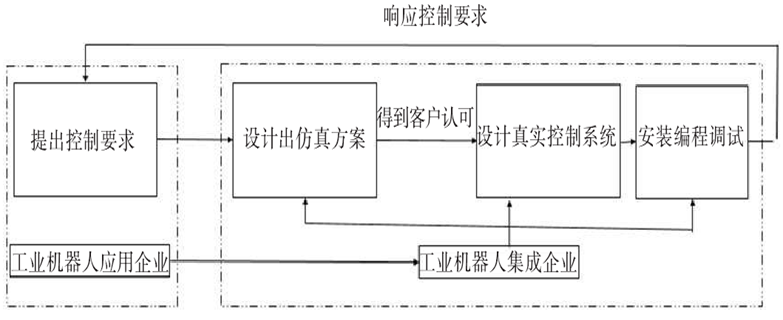 响应控制要求
提出控制要求
设计出仿真方案
得到客户认可
设计真实控制系统
安装编程调试
工业机器人应用企业
工业机器人集成企业